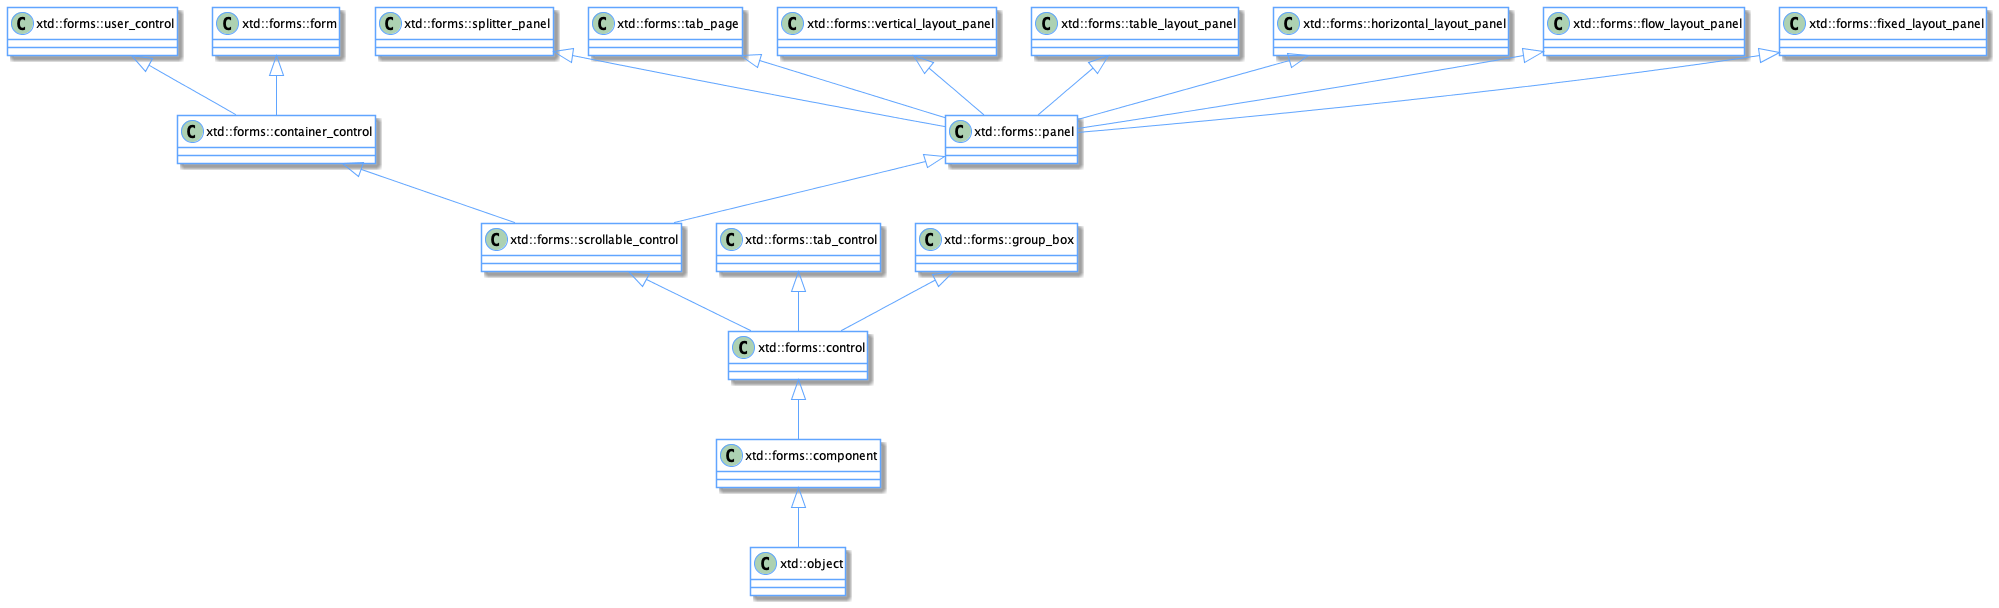 C xtd::forms::user_control
C xtd::forms::form
C xtd::forms::splitter_panel
C xtd::forms::tab_page
C xtd::forms::vertical_layout_panel
C xtd::forms::table_layout_panel
C xtd::forms::horizontal_layout_panel
C xtd::forms::flow_layout_panel
C xtd::forms::fixed_layout_panel
C xtd::forms::container_control
C xtd::forms::panel
C xtd::forms::scrollable_control
C xtd::forms::tab_control
C xtd::forms::group_box
C xtd::forms::control
C xtd::forms::component
C xtd::object